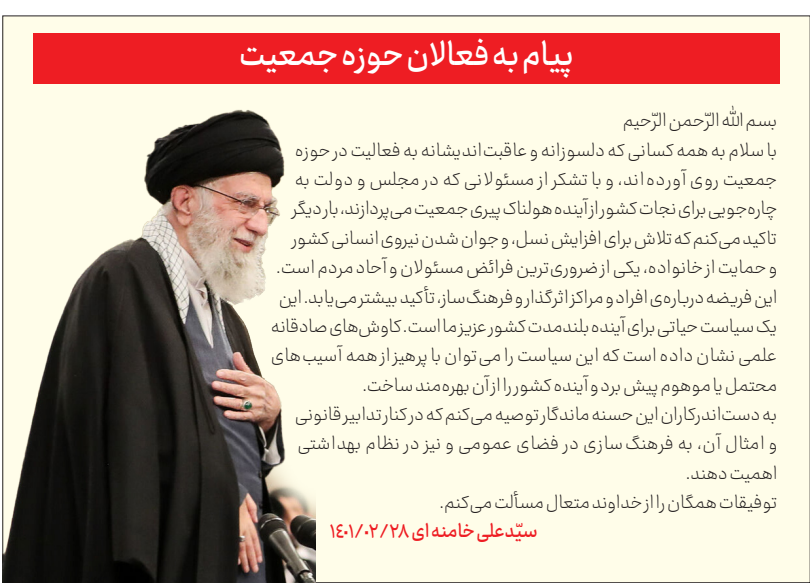 پیام به فعالان حوزه جمعیت
بسم الله الرّحمن الرّحیم
با سلام به همه کسانی که دلسوزانه و عاقبت‌اندیشانه به فعالیت در حوزه
جمعیت روی آورده اند، و با تشکر از مسئولانی که در مجلس و دولت به
چاره‌جویی برای نجات کشور از آینده هولناک پیری جمعیت می‌پردازند، بار دیگر
تاکید می‌کنم که تلاش برای افزایش نسل، و جوان شدن نیروی انسانی کشور
و حمایت از خانواده، یکی از ضروری‌ترین فرائض مسئولان و آحاد مردم است.
این فریضه درباره‌ی افراد و مراکز اثرگذار و فرهنگ‌ساز، تأکید بیشتر می‌یابد. این
یک سیاست حیاتی برای آینده بلندمدت کشور عزیز ما است. کاوش‌های صادقانه
علمی نشان داده است که این سیاست را می توان با پرهیز از همه آسیب‌های
محتمل یا موهوم پیش برد و آینده کشور را از آن بهره‌مند ساخت.
به دست‌اندرکاران این حسنه ماندگار توصیه می‌کنم که در کنار تدابیر قانونی
و امثال آن، به فرهنگ سازی در فضای عمومی و نیز در نظام بهداشتی
اهمیت دهند.
توفیقات همگان را از خداوند متعال مسألت می‌کنم.
سیّدعلی خامنه ای ۱۴۰۱/۰۲/۲۸